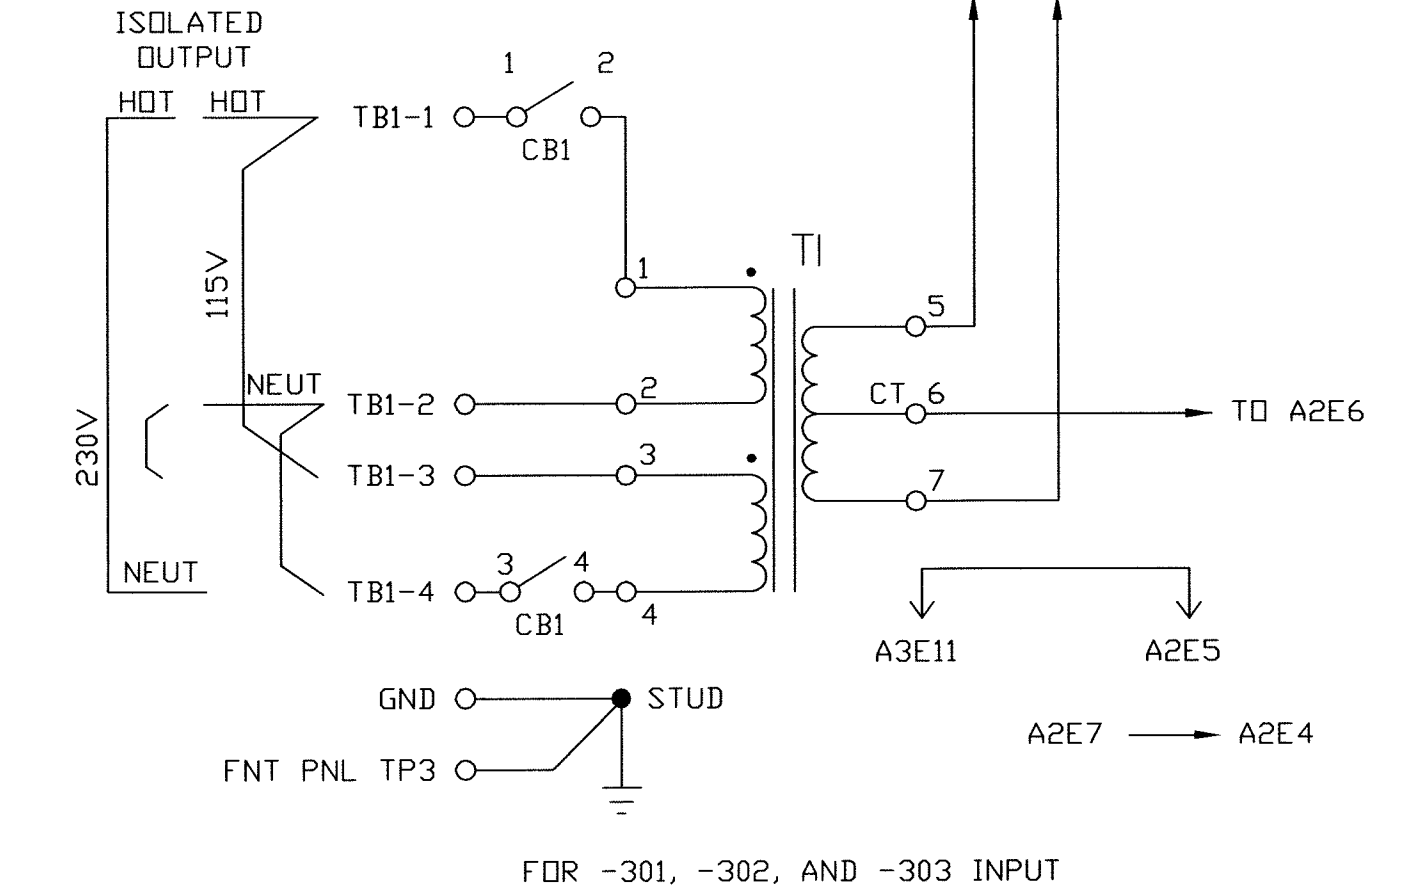 ISOLATED
OUTPUT
HOT HOT
1 2
TB1-1
CB1
T1
1
115V
5
NEUT
TB1-2
2
CT 6
TO A2E6
230V
TB1-3
3
7
NEUT
TB1-4
3 4
CB1
4
A3E11
A2E5
GND
STUD
A2E7
A2E4
FNT PNL TP3
FOR -301, -302, AND -303 INPUT